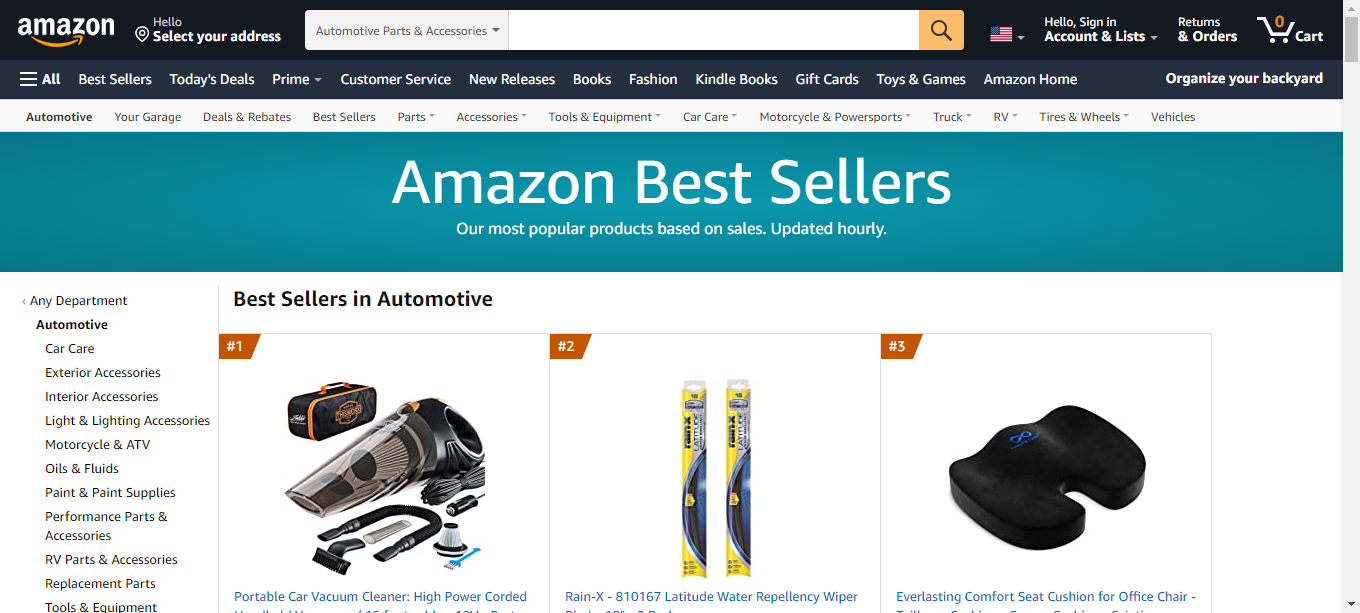 amazon
Hello
Select your address
Automotive Parts & Accessories
Hello, Sign in
Account & Lists
Returns
& Orders
0
Cart
All
Best Sellers
Today's Deals
Prime
Customer Service
New Releases
Books
Fashion
Kindle Books
Gift Cards
Toys & Games
Amazon Home
Organize your backyard
Automotive
Your Garage
Deals & Rebates
Best Sellers
Parts
Accessories
Tools & Equipment
Car Care
Motorcycle & Powersports
Truck
RV
Tires & Wheels
Vehicles
Amazon Best Sellers
Our most popular products based on sales. Updated hourly.
‹ Any Department
Automotive
Car Care
Exterior Accessories
Interior Accessories
Light & Lighting Accessories
Motorcycle & ATV
Oils & Fluids
Paint & Paint Supplies
Performance Parts &
Accessories
RV Parts & Accessories
Replacement Parts
Tools & Equipment
Best Sellers in Automotive
#1
Portable Car Vacuum Cleaner: High Power Corded
#2
RAIN-X
LATITUDE
RAIN-X
LATITUDE
Rain-X - 810167 Latitude Water Repellency Wiper
#3
Everlasting Comfort Seat Cushion for Office Chair -